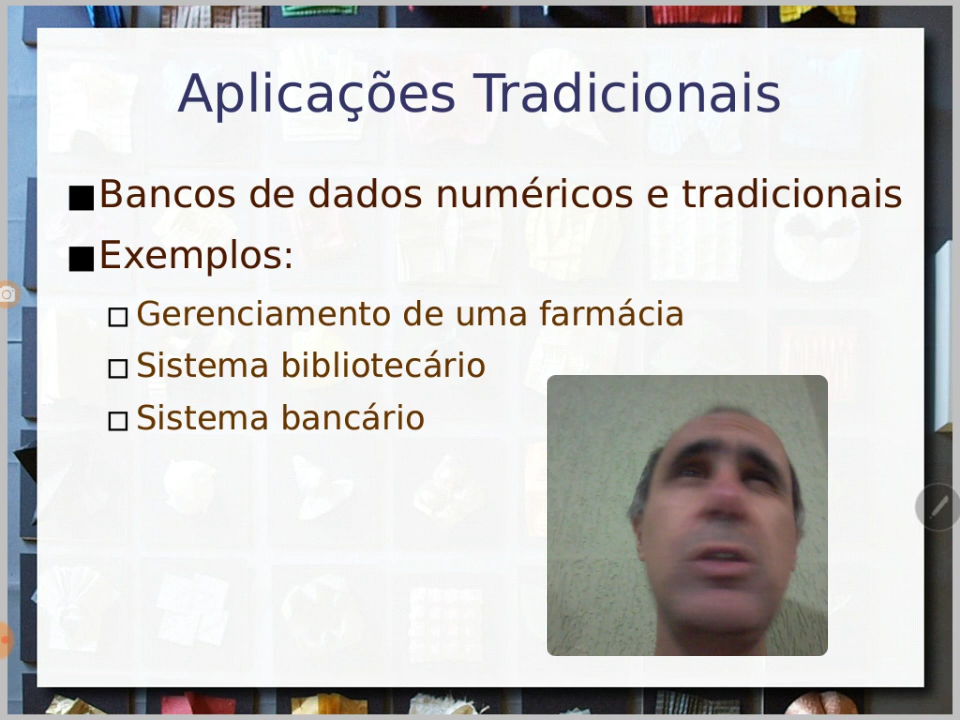 Aplicações Tradicionais
Bancos de dados numéricos e tradicionais
Exemplos:
Gerenciamento de uma farmácia
Sistema bibliotecário
Sistema bancário